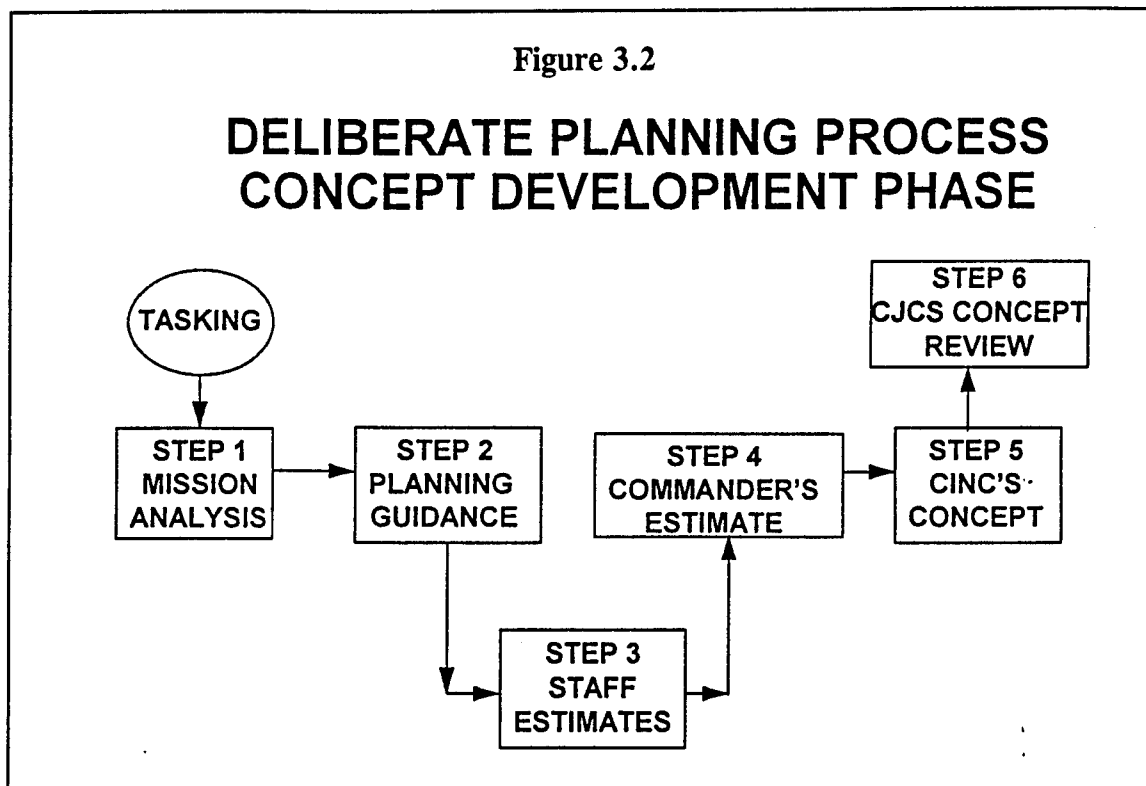 Figure 3.2
DELIBERATE PLANNING PROCESS
CONCEPT DEVELOPMENT PHASE
TASKING
STEP 1
MISSION
ANALYSIS
STEP 2
PLANNING
GUIDANCE
STEP 3
STAFF
ESTIMATES
STEP 4
COMMANDER'S
ESTIMATE
STEP 5
CINC'S
CONCEPT
STEP 6
CJCS CONCEPT
REVIEW